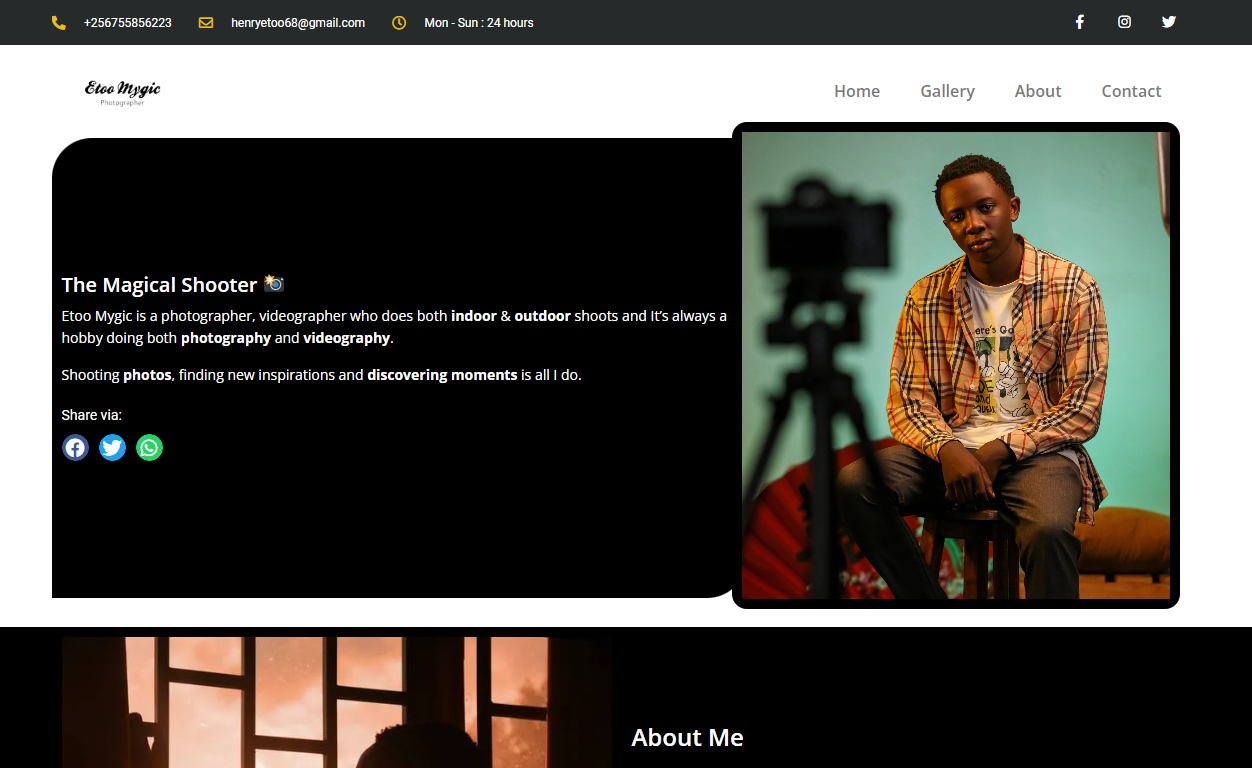 +256755856223 henryetoo68@gmail.com Mon - Sun : 24 hours
Etoo Mygic
Photographer
Home Gallery About Contact
The Magical Shooter 📸
Etoo Mygic is a photographer, videographer who does both indoor & outdoor shoots and It's always a
hobby doing both photography and videography.
Shooting photos, finding new inspirations and discovering moments is all I do.
Share via:
About Me